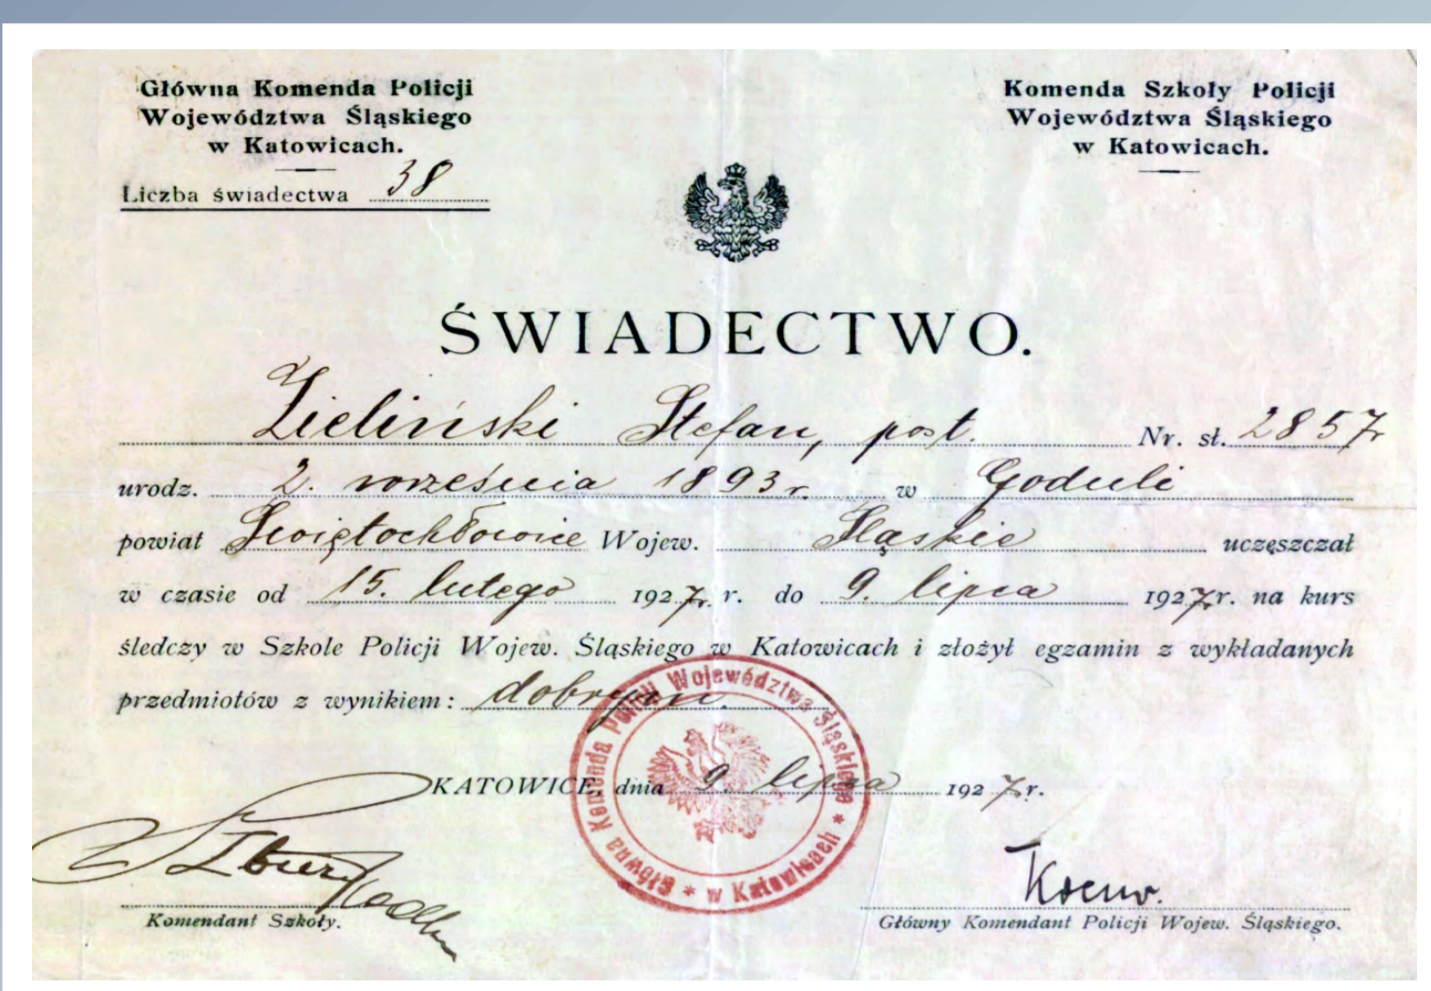 Główna Komenda Policji
Województwa Śląskiego
w Katowicach.
Liczba świadectwa 38
Komenda Szkoły Policji
Województwa Śląskiego
w Katowicach.
ŚWIADECTWO.
Zieliński Stefan, post. Nr. sł. 2857
urodz. 2. września 1893 r. w Goduli
powiat Świętochłowice Wojew. Śląskie uczęszczał
w czasie od 15. lutego 1927 r. do 9. lipca 1927 r. na kurs
śledczy w Szkole Policji Wojew. Śląskiego w Katowicach i złożył egzamin z wykładanych
przedmiotów z wynikiem: dobrym.
KATOWICE, dnia 9. lipca 1927 r.
Główna Komenda Policji Województwa Śląskiego * w Katowicach *
Komendant Szkoły.
Główny Komendant Policji Wojew. Śląskiego.